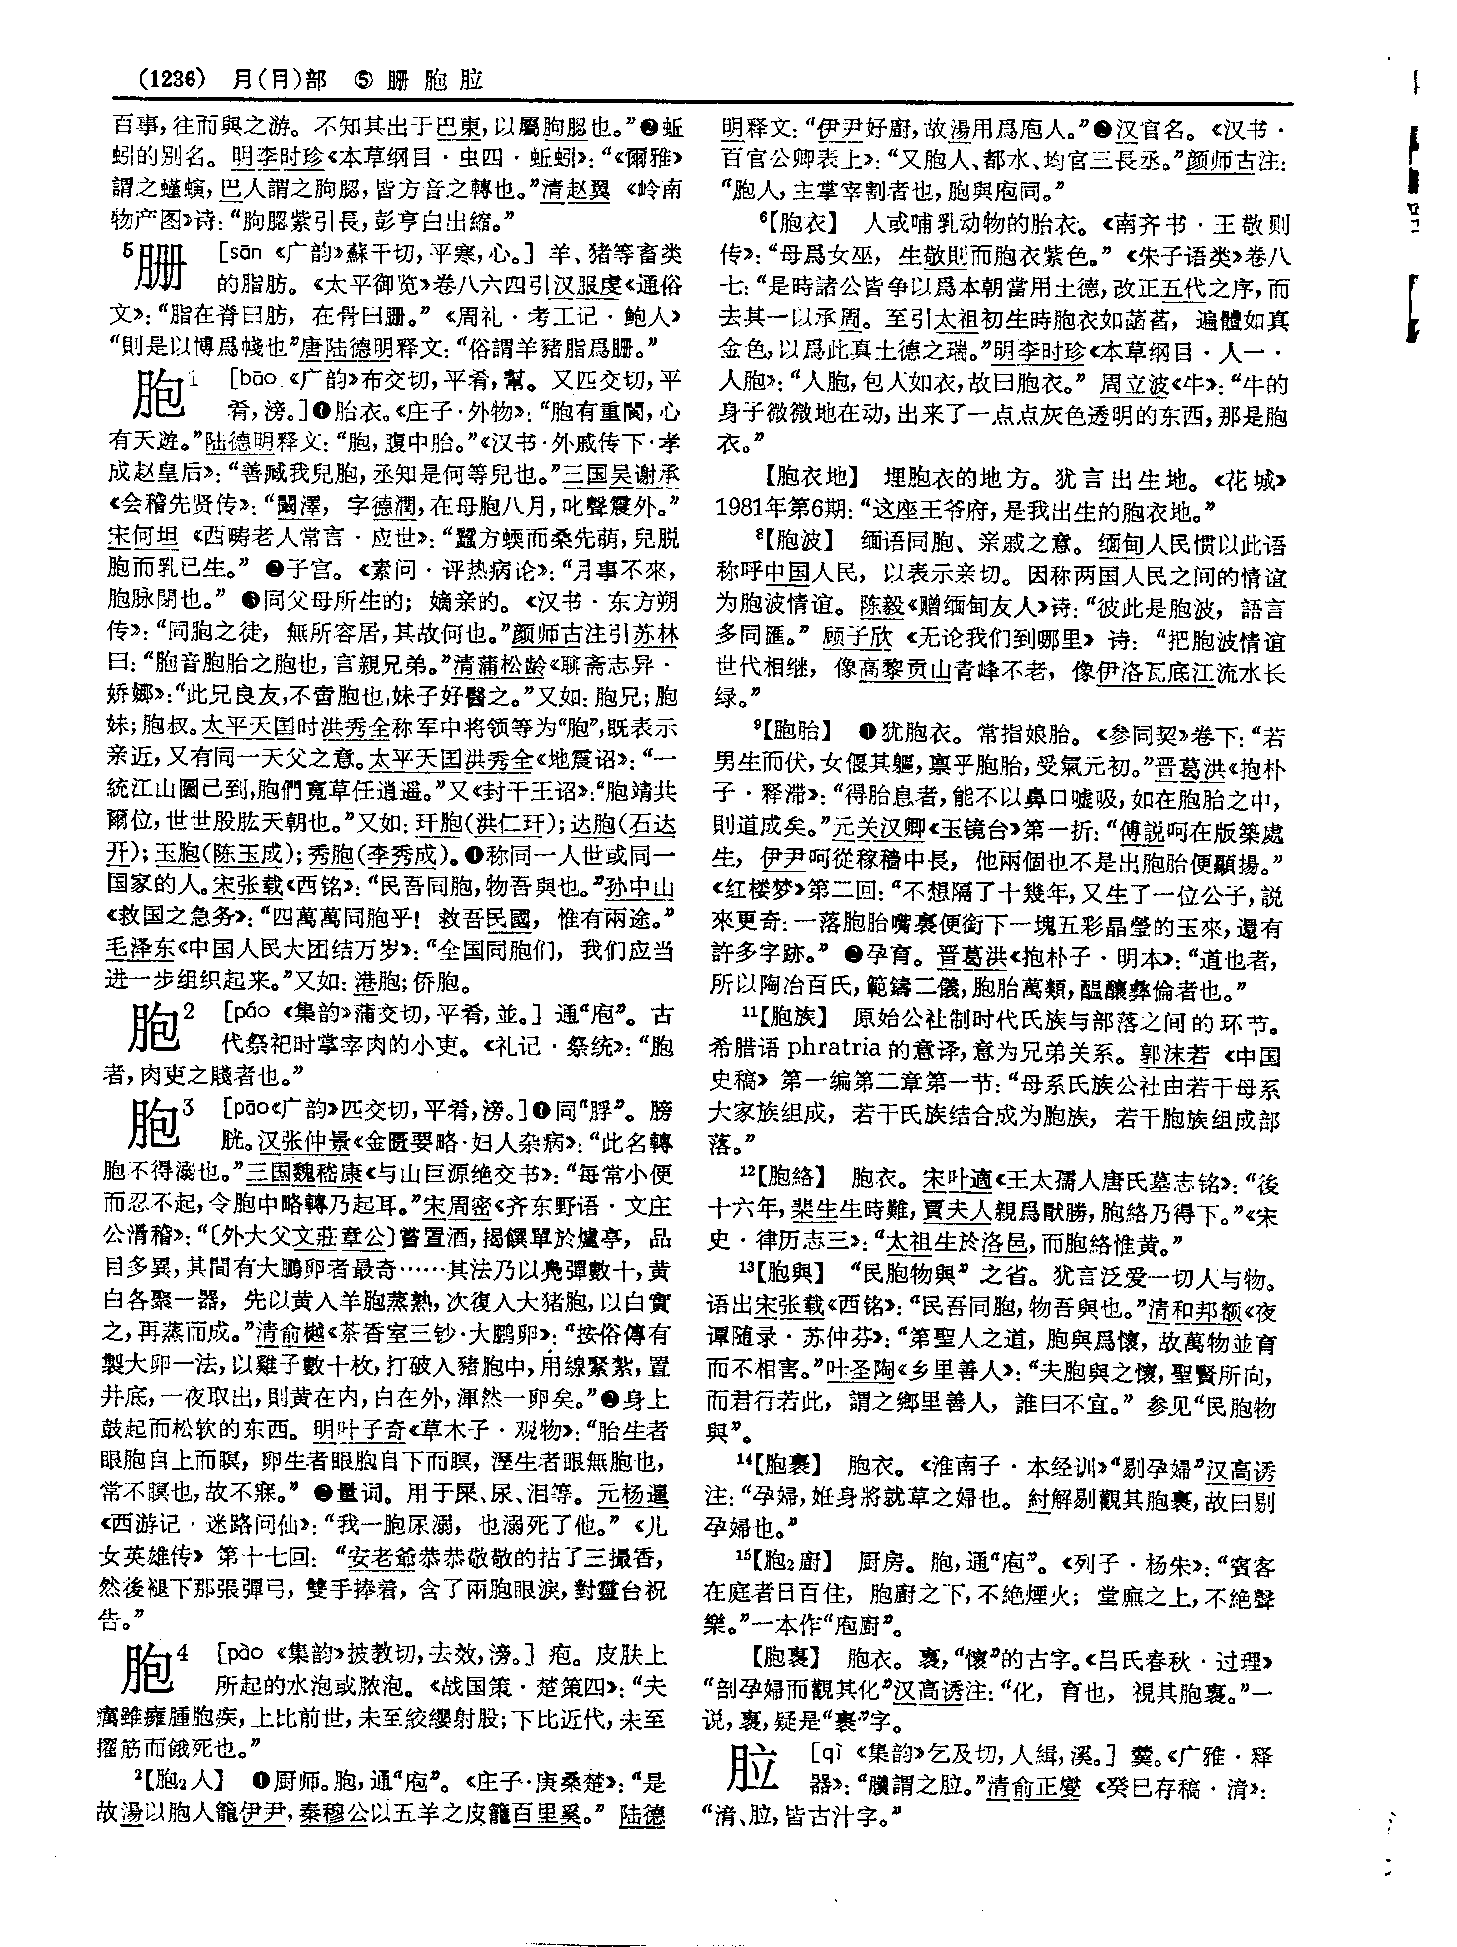 (1236) 月(⺼)部 ⑤ 䏝 胞 䏠
百事,往而與之游。不知其出于巴東,以屬朐䏰也。”❷蚯
蚓的别名。明李时珍《本草纲目·虫四·蚯蚓》:“《爾雅》
謂之螼螾,巴人謂之朐䏰,皆方音之轉也。”清赵翼《岭南
物产图》诗:“朐䏰紫引長,彭亨白出縮。”
⁵ [sān 《广韵》蘇干切,平寒,心。] 羊、猪等畜类
的脂肪。《太平御览》卷八六四引汉服虔《通俗
文》:“脂在脊曰肪,在骨曰。”《周礼·考工记·鲍人》
“則是以博爲帴也”唐陆德明释文:“俗謂羊豬脂爲。”
胞¹ [bāo 《广韵》布交切,平肴,幫。又匹交切,平
肴,滂。]❶胎衣。《庄子·外物》:“胞有重閬,心
有天遊。”陆德明释文:“胞,腹中胎。”《汉书·外戚传下·孝
成赵皇后》:“善臧我兒胞,丞知是何等兒也。”三国吴谢承
《会稽先贤传》:“闞澤,字德潤,在母胞八月,叱聲震外。”
宋何坦《西畴老人常言·应世》:“蠶方蝡而桑先萌,兒脱
胞而乳已生。” ❷子宫。《素问·评热病论》:“月事不來,
胞脉閉也。” ❸同父母所生的;嫡亲的。《汉书·东方朔
传》:“同胞之徒,無所容居,其故何也。”颜师古注引苏林
曰:“胞音胞胎之胞也,言親兄弟。”清蒲松龄《聊斋志异·
娇娜》:“此兄良友,不啻胞也,妹子好醫之。”又如:胞兄;胞
妹;胞叔。太平天国时洪秀全称军中将领等为“胞”,既表示
亲近,又有同一天父之意。太平天国洪秀全《地震诏》:“一
統江山圖已到,胞們寬草任逍遥。”又《封干王诏》:“胞靖共
爾位,世世股肱天朝也。”又如:玕胞(洪仁玕);达胞(石达
开);玉胞(陈玉成);秀胞(李秀成)。❹称同一人世或同一
国家的人。宋张载《西铭》:“民吾同胞,物吾與也。”孙中山
《救国之急务》:“四萬萬同胞乎!救吾民國,惟有兩途。”
毛泽东《中国人民大团结万岁》:“全国同胞们,我们应当
进一步组织起来。”又如:港胞;侨胞。
胞² [páo 《集韵》蒲交切,平肴,並。] 通“庖”。古
代祭祀时掌宰肉的小吏。《礼记·祭统》:“胞
者,肉吏之賤者也。”
胞³ [pāo《广韵》匹交切,平肴,滂。]❶同“脬”。膀
胱。汉张仲景《金匮要略·妇人杂病》:“此名轉
胞不得溺也。”三国魏嵇康《与山巨源绝交书》:“每常小便
而忍不起,令胞中略轉乃起耳。”宋周密《齐东野语·文庄
公滑稽》:“〔外大父文莊章公〕嘗置酒,揭饌單於爐亭,品
目多異,其間有大鵬卵者最奇……其法乃以鳧彈數十,黄
白各聚一器,先以黄入羊胞蒸熟,次復入大猪胞,以白實
之,再蒸而成。”清俞樾《茶香室三钞·大鹏卵》:“按俗傳有
製大卵一法,以雞子數十枚,打破入豬胞中,用線緊紮,置
井底,一夜取出,則黄在内,白在外,渾然一卵矣。”❷身上
鼓起而松软的东西。明叶子奇《草木子·观物》:“胎生者
眼胞自上而瞑,卵生者眼胞自下而瞑,溼生者眼無胞也,
常不瞑也,故不寐。” ❸量词。用于屎、尿、泪等。元杨暹
《西游记·迷路问仙》:“我一胞尿溺,也溺死了他。”《儿
女英雄传》第十七回:“安老爺恭恭敬敬的拈了三撮香,
然後褪下那張彈弓,雙手捧着,含了兩胞眼淚,對靈台祝
告。”
胞⁴ [pào 《集韵》披教切,去效,滂。] 疱。皮肤上
所起的水泡或脓泡。《战国策·楚策四》:“夫
癘雖癰腫胞疾,上比前世,未至絞纓射股;下比近代,未至
擢筋而餓死也。”
²【胞₂人】 ❶厨师。胞,通“庖”。《庄子·庚桑楚》:“是
故湯以胞人籠伊尹,秦穆公以五羊之皮籠百里奚。” 陆德
明释文:“伊尹好廚,故湯用爲庖人。”❷汉官名。《汉书·
百官公卿表上》:“又胞人、都水、均官三長丞。”颜师古注:
“胞人,主掌宰割者也,胞與庖同。”
⁶【胞衣】 人或哺乳动物的胎衣。《南齐书·王敬则
传》:“母爲女巫,生敬則而胞衣紫色。”《朱子语类》卷八
七:“是時諸公皆争以爲本朝當用土德,改正五代之序,而
去其一以承周。至引太祖初生時胞衣如菡萏,遍體如真
金色,以爲此真土德之瑞。”明李时珍《本草纲目·人一·
人胞》:“人胞,包人如衣,故曰胞衣。” 周立波《牛》:“牛的
身子微微地在动,出来了一点点灰色透明的东西,那是胞
衣。”
【胞衣地】 埋胞衣的地方。犹言出生地。《花城》
1981年第6期:“这座王爷府,是我出生的胞衣地。”
⁸【胞波】 缅语同胞、亲戚之意。缅甸人民惯以此语
称呼中国人民,以表示亲切。因称两国人民之间的情谊
为胞波情谊。陈毅《赠缅甸友人》诗:“彼此是胞波,語言
多同匯。” 顾子欣《无论我们到哪里》诗:“把胞波情谊
世代相继,像高黎贡山青峰不老,像伊洛瓦底江流水长
绿。”
⁹【胞胎】 ❶犹胞衣。常指娘胎。《参同契》卷下:“若
男生而伏,女偃其軀,禀乎胞胎,受氣元初。”晋葛洪《抱朴
子·释滞》:“得胎息者,能不以鼻口嘘吸,如在胞胎之中,
則道成矣。”元关汉卿《玉镜台》第一折:“傅説呵在版築處
生,伊尹呵從稼穡中長,他兩個也不是出胞胎便顯揚。”
《红楼梦》第二回:“不想隔了十幾年,又生了一位公子,説
來更奇:一落胞胎嘴裏便銜下一塊五彩晶瑩的玉來,還有
許多字跡。” ❷孕育。晋葛洪《抱朴子·明本》:“道也者,
所以陶冶百氏,範鑄二儀,胞胎萬類,醖釀彝倫者也。”
¹¹【胞族】 原始公社制时代氏族与部落之间的环节。
希腊语 phratria 的意译,意为兄弟关系。郭沫若《中国
史稿》第一编第二章第一节:“母系氏族公社由若干母系
大家族组成,若干氏族结合成为胞族,若干胞族组成部
落。”
¹²【胞絡】 胞衣。宋叶適《王太孺人唐氏墓志铭》:“後
十六年,棐生生時難,賈夫人親爲厭勝,胞絡乃得下。”《宋
史·律历志三》:“太祖生於洛邑,而胞絡惟黄。”
¹³【胞與】 “民胞物與”之省。犹言泛爱一切人与物。
语出宋张载《西铭》:“民吾同胞,物吾與也。”清和邦额《夜
谭随录·苏仲芬》:“第聖人之道,胞與爲懷,故萬物並育
而不相害。”叶圣陶《乡里善人》:“夫胞與之懷,聖賢所向,
而君行若此,謂之鄉里善人,誰曰不宜。” 参见“民胞物
與”。
¹⁴【胞裹】 胞衣。《淮南子·本经训》“剔孕婦”汉高诱
注:“孕婦,妊身將就草之婦也。紂解剔觀其胞裹,故曰剔
孕婦也。”
¹⁵【胞₂廚】 厨房。胞,通“庖”。《列子·杨朱》:“賓客
在庭者日百住,胞廚之下,不絶煙火;堂廡之上,不絶聲
樂。”一本作“庖廚”。
【胞裏】 胞衣。裏,“懷”的古字。《吕氏春秋·过理》
“剖孕婦而觀其化”汉高诱注:“化,育也,視其胞裏。”一
说,裏,疑是“裹”字。
䏠 [qì 《集韵》乞及切,入緝,溪。] 羹。《广雅·释
器》:“膹謂之䏠。”清俞正燮《癸巳存稿·湆》:
“湆、䏠,皆古汁字。”